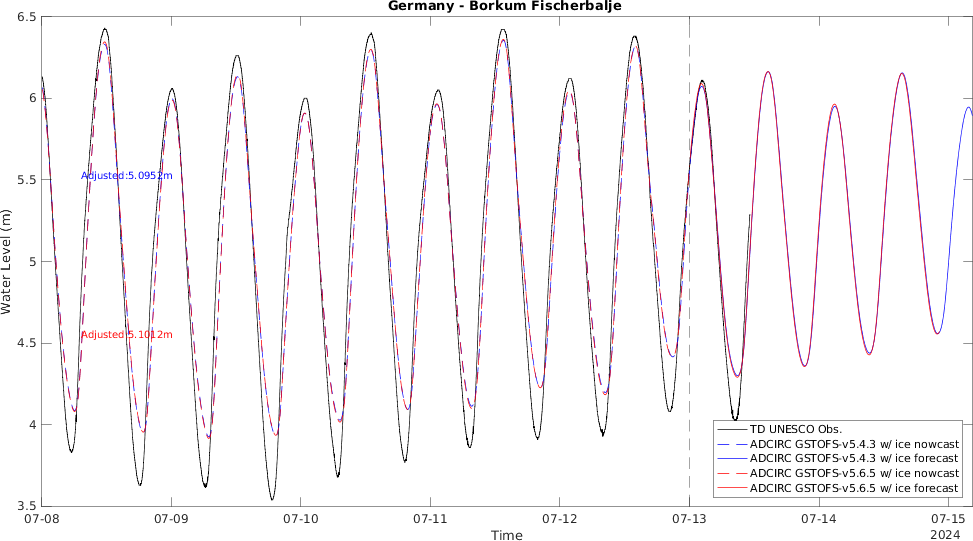 Germany - Borkum Fischerbalje
6.5
6
5.5
5
4.5
4
3.5
Water Level (m)
Adjusted:5.0952m
Adjusted:5.1012m
TD UNESCO Obs.
ADCIRC GSTOFS-v5.4.3 w/ ice nowcast
ADCIRC GSTOFS-v5.4.3 w/ ice forecast
ADCIRC GSTOFS-v5.6.5 w/ ice nowcast
ADCIRC GSTOFS-v5.6.5 w/ ice forecast
07-08 07-09 07-10 07-11 07-12 07-13 07-14 07-15
Time 2024